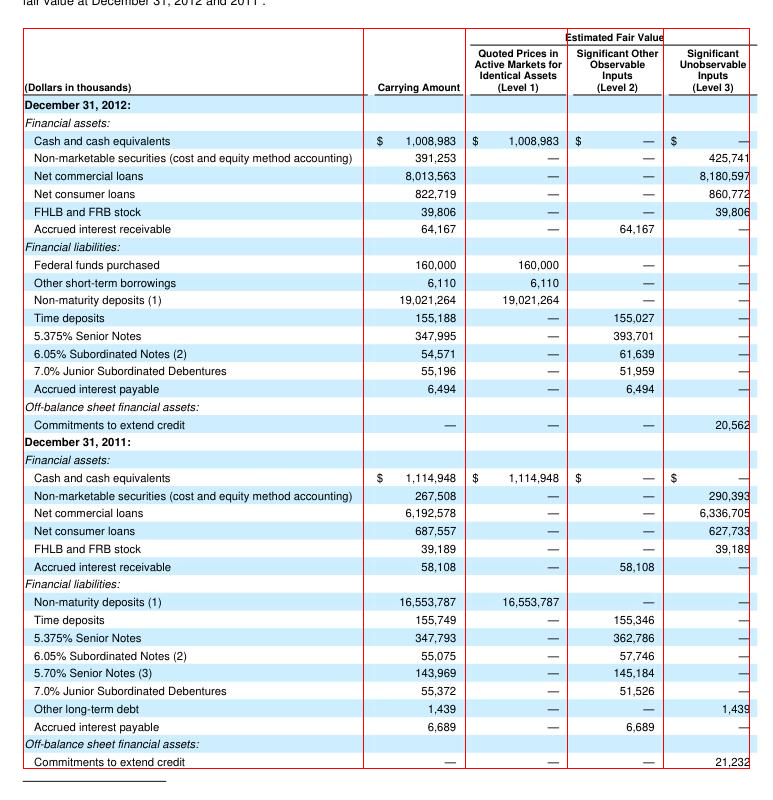 fair value at December 31, 2012 and 2011 :
Estimated Fair Value
(Dollars in thousands) Carrying Amount Quoted Prices in Active Markets for Identical Assets (Level 1) Significant Other Observable Inputs (Level 2) Significant Unobservable Inputs (Level 3)
December 31, 2012:
Financial assets:
Cash and cash equivalents $ 1,008,983 $ 1,008,983 $ — $ —
Non-marketable securities (cost and equity method accounting) 391,253 — — 425,741
Net commercial loans 8,013,563 — — 8,180,597
Net consumer loans 822,719 — — 860,772
FHLB and FRB stock 39,806 — — 39,806
Accrued interest receivable 64,167 — 64,167 —
Financial liabilities:
Federal funds purchased 160,000 160,000 — —
Other short-term borrowings 6,110 6,110 — —
Non-maturity deposits (1) 19,021,264 19,021,264 — —
Time deposits 155,188 — 155,027 —
5.375% Senior Notes 347,995 — 393,701 —
6.05% Subordinated Notes (2) 54,571 — 61,639 —
7.0% Junior Subordinated Debentures 55,196 — 51,959 —
Accrued interest payable 6,494 — 6,494 —
Off-balance sheet financial assets:
Commitments to extend credit — — — 20,562
December 31, 2011:
Financial assets:
Cash and cash equivalents $ 1,114,948 $ 1,114,948 $ — $ —
Non-marketable securities (cost and equity method accounting) 267,508 — — 290,393
Net commercial loans 6,192,578 — — 6,336,705
Net consumer loans 687,557 — — 627,733
FHLB and FRB stock 39,189 — — 39,189
Accrued interest receivable 58,108 — 58,108 —
Financial liabilities:
Non-maturity deposits (1) 16,553,787 16,553,787 — —
Time deposits 155,749 — 155,346 —
5.375% Senior Notes 347,793 — 362,786 —
6.05% Subordinated Notes (2) 55,075 — 57,746 —
5.70% Senior Notes (3) 143,969 — 145,184 —
7.0% Junior Subordinated Debentures 55,372 — 51,526 —
Other long-term debt 1,439 — — 1,439
Accrued interest payable 6,689 — 6,689 —
Off-balance sheet financial assets:
Commitments to extend credit — — — 21,232